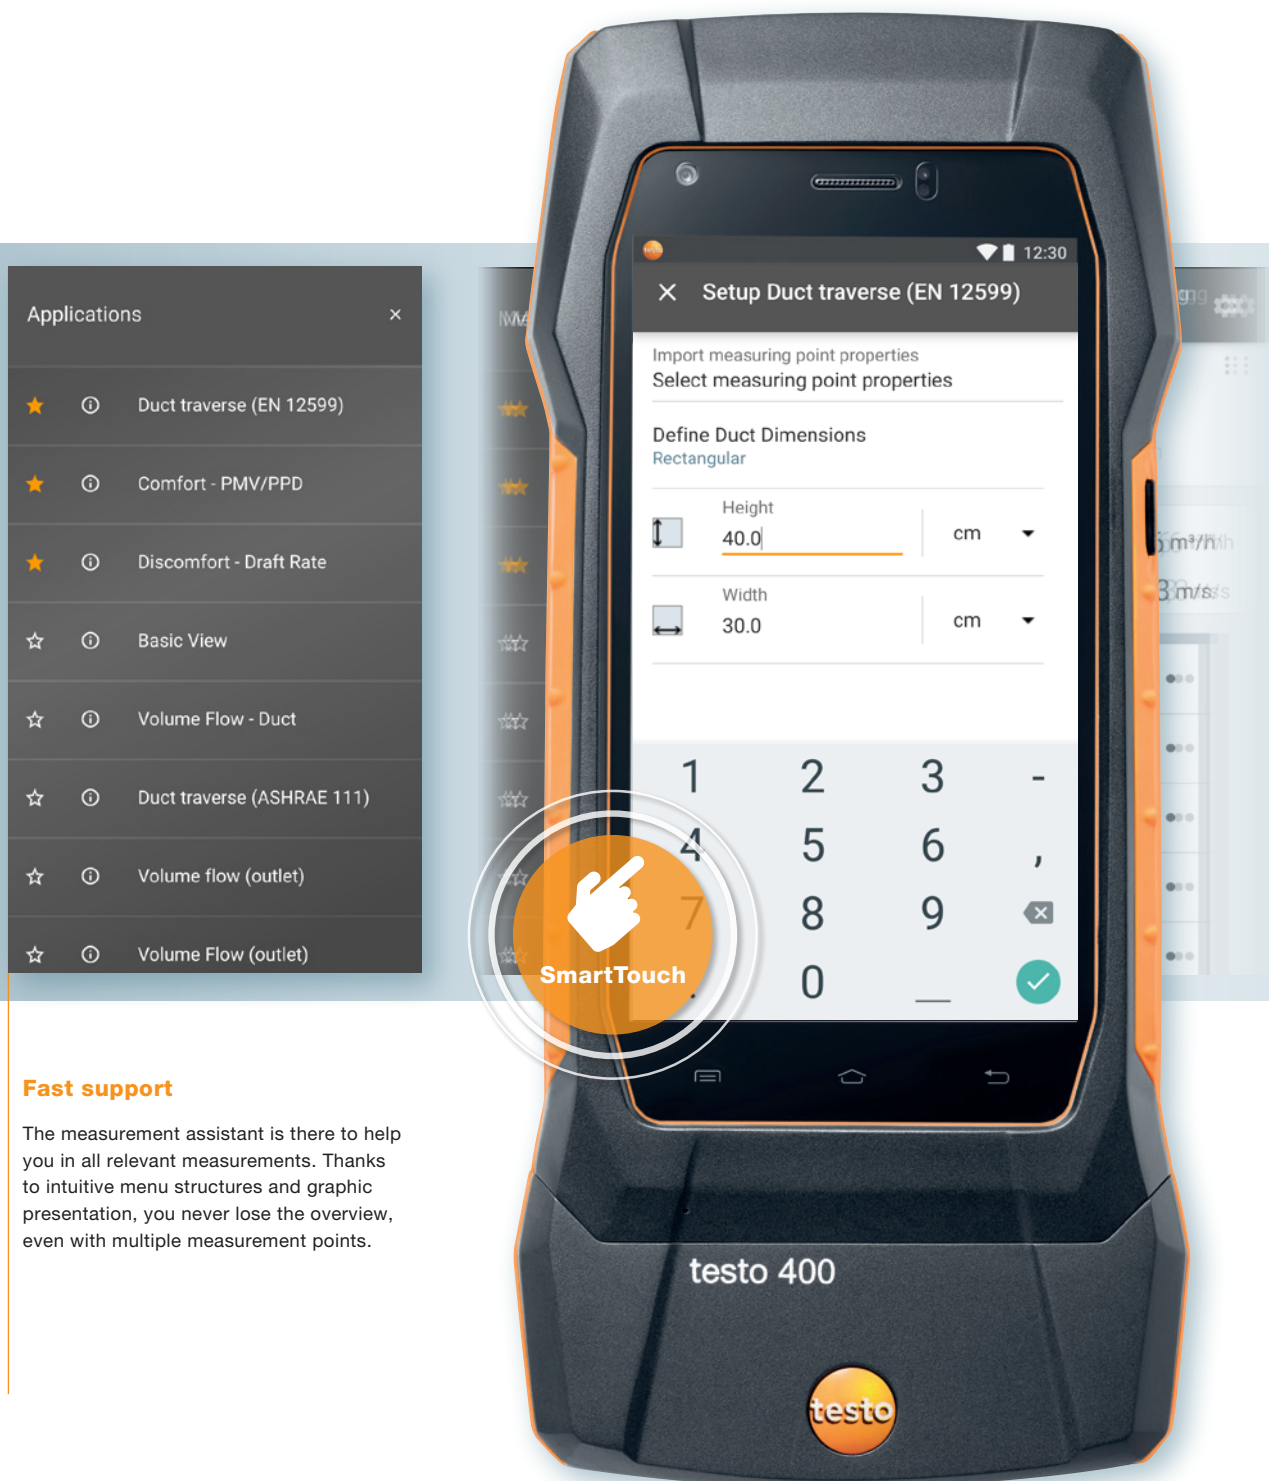 Applications
Duct traverse (EN 12599)
Comfort - PMV/PPD
Discomfort - Draft Rate
Basic View
Volume Flow - Duct
Duct traverse (ASHRAE 111)
Volume flow (outlet)
Volume Flow (outlet)
Fast support
The measurement assistant is there to help
you in all relevant measurements. Thanks
to intuitive menu structures and graphic
presentation, you never lose the overview,
even with multiple measurement points.
12:30
Setup Duct traverse (EN 12599)
Import measuring point properties
Select measuring point properties
Define Duct Dimensions
Rectangular
Height
40.0 cm
Width
30.0 cm
1 2 3 -
4 5 6 ,
7 8 9
. 0 _
SmartTouch
testo 400
testo
m³/h
m/s